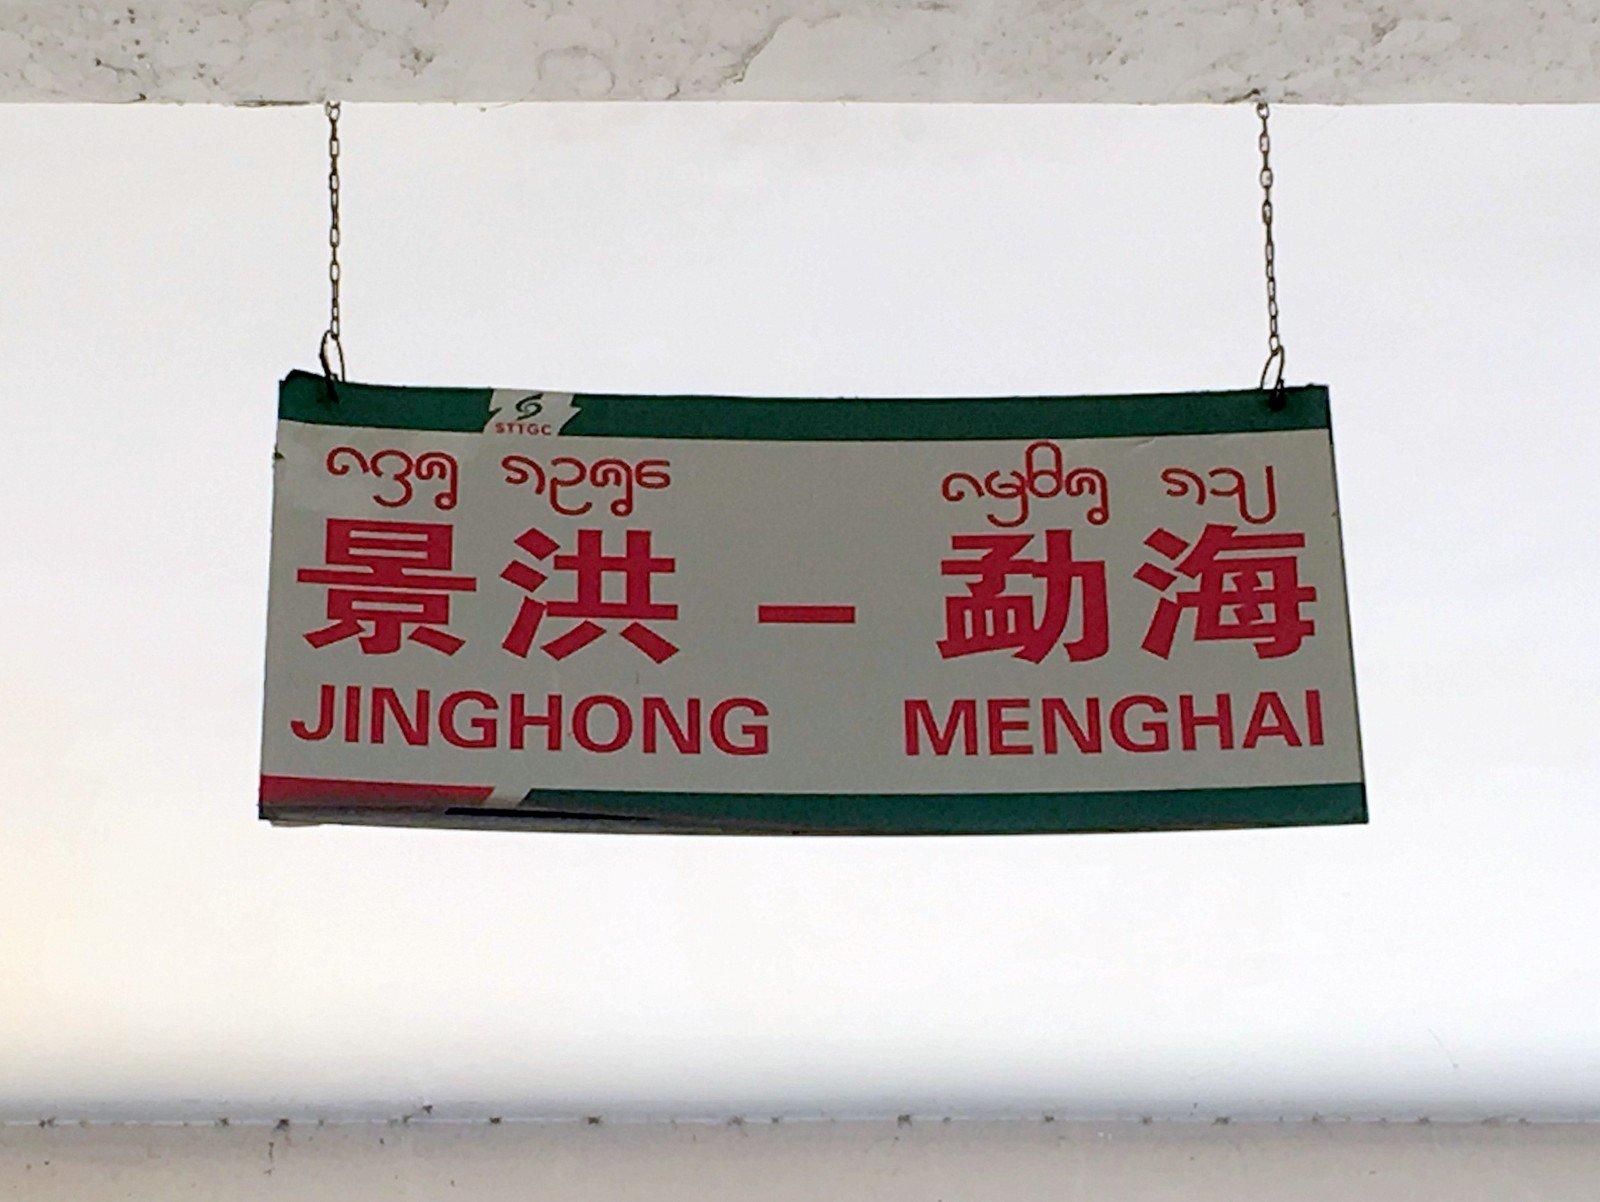 STTGC
景洪 – 勐海
JINGHONG MENGHAI